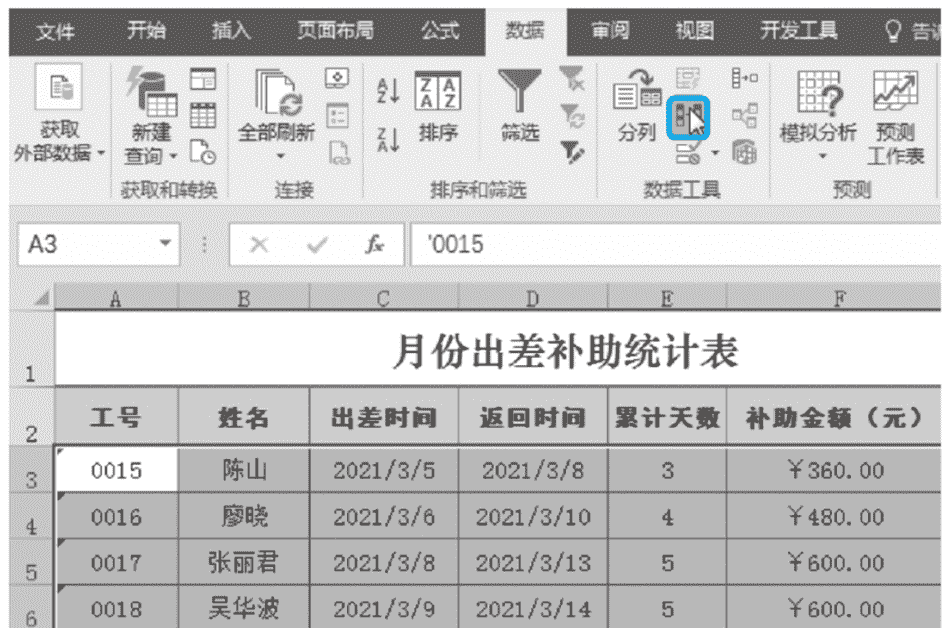 文件 开始 插入 页面布局 公式 数据 审阅 视图 开发工具
获取 新建 全部刷新 排序 筛选 分列 模拟分析 预测
外部数据 查询 工作表
获取和转换 连接 排序和筛选 数据工具 预测
A3 fx '0015
A B C D E F
1 月份出差补助统计表
2 工号 姓名 出差时间 返回时间 累计天数 补助金额（元）
3 0015 陈山 2021/3/5 2021/3/8 3 ￥360.00
4 0016 廖晓 2021/3/6 2021/3/10 4 ￥480.00
5 0017 张丽君 2021/3/8 2021/3/13 5 ￥600.00
6 0018 吴华波 2021/3/9 2021/3/14 5 ￥600.00